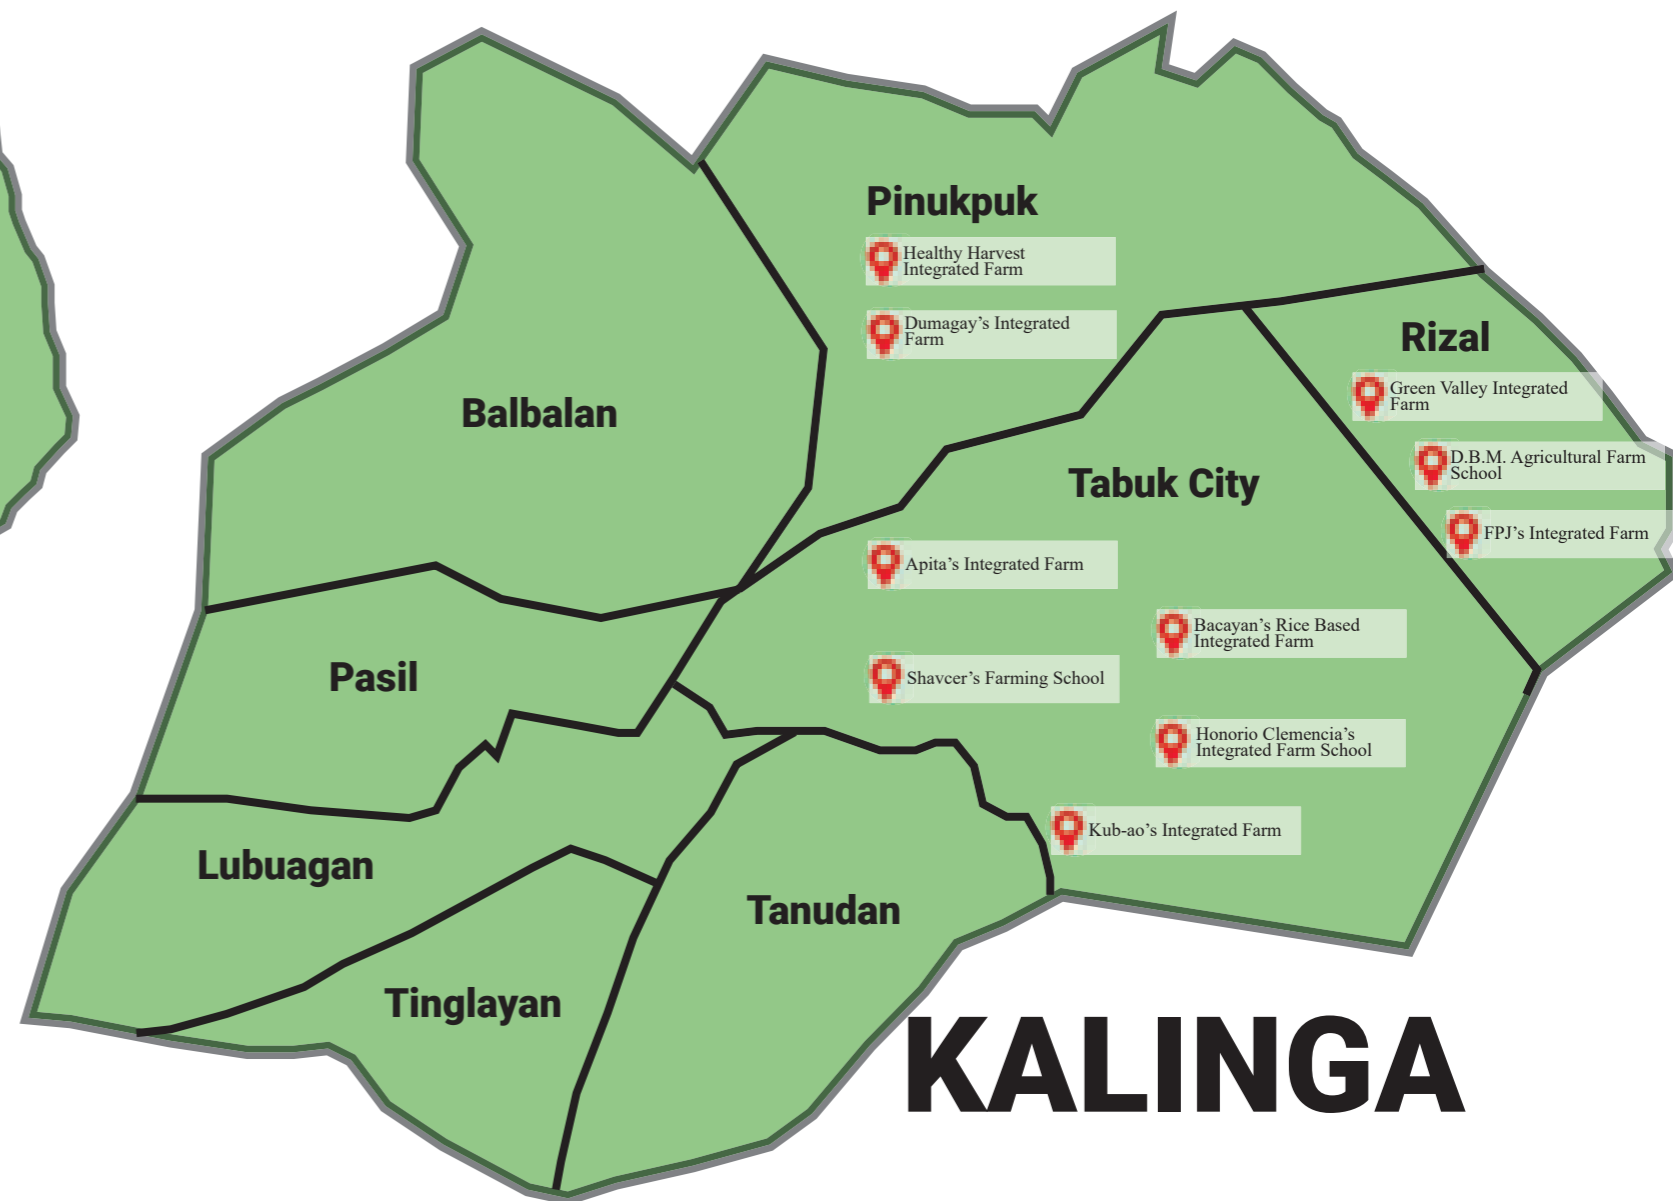 Pinukpuk
Healthy Harvest
Integrated Farm
Dumagay’s Integrated
Farm
Rizal
Green Valley Integrated
Farm
D.B.M. Agricultural Farm
School
FPJ’s Integrated Farm
Balbalan
Tabuk City
Apita’s Integrated Farm
Bacayan’s Rice Based
Integrated Farm
Shavcer’s Farming School
Honorio Clemencia’s
Integrated Farm School
Kub-ao’s Integrated Farm
Pasil
Lubuagan
Tanudan
Tinglayan
KALINGA